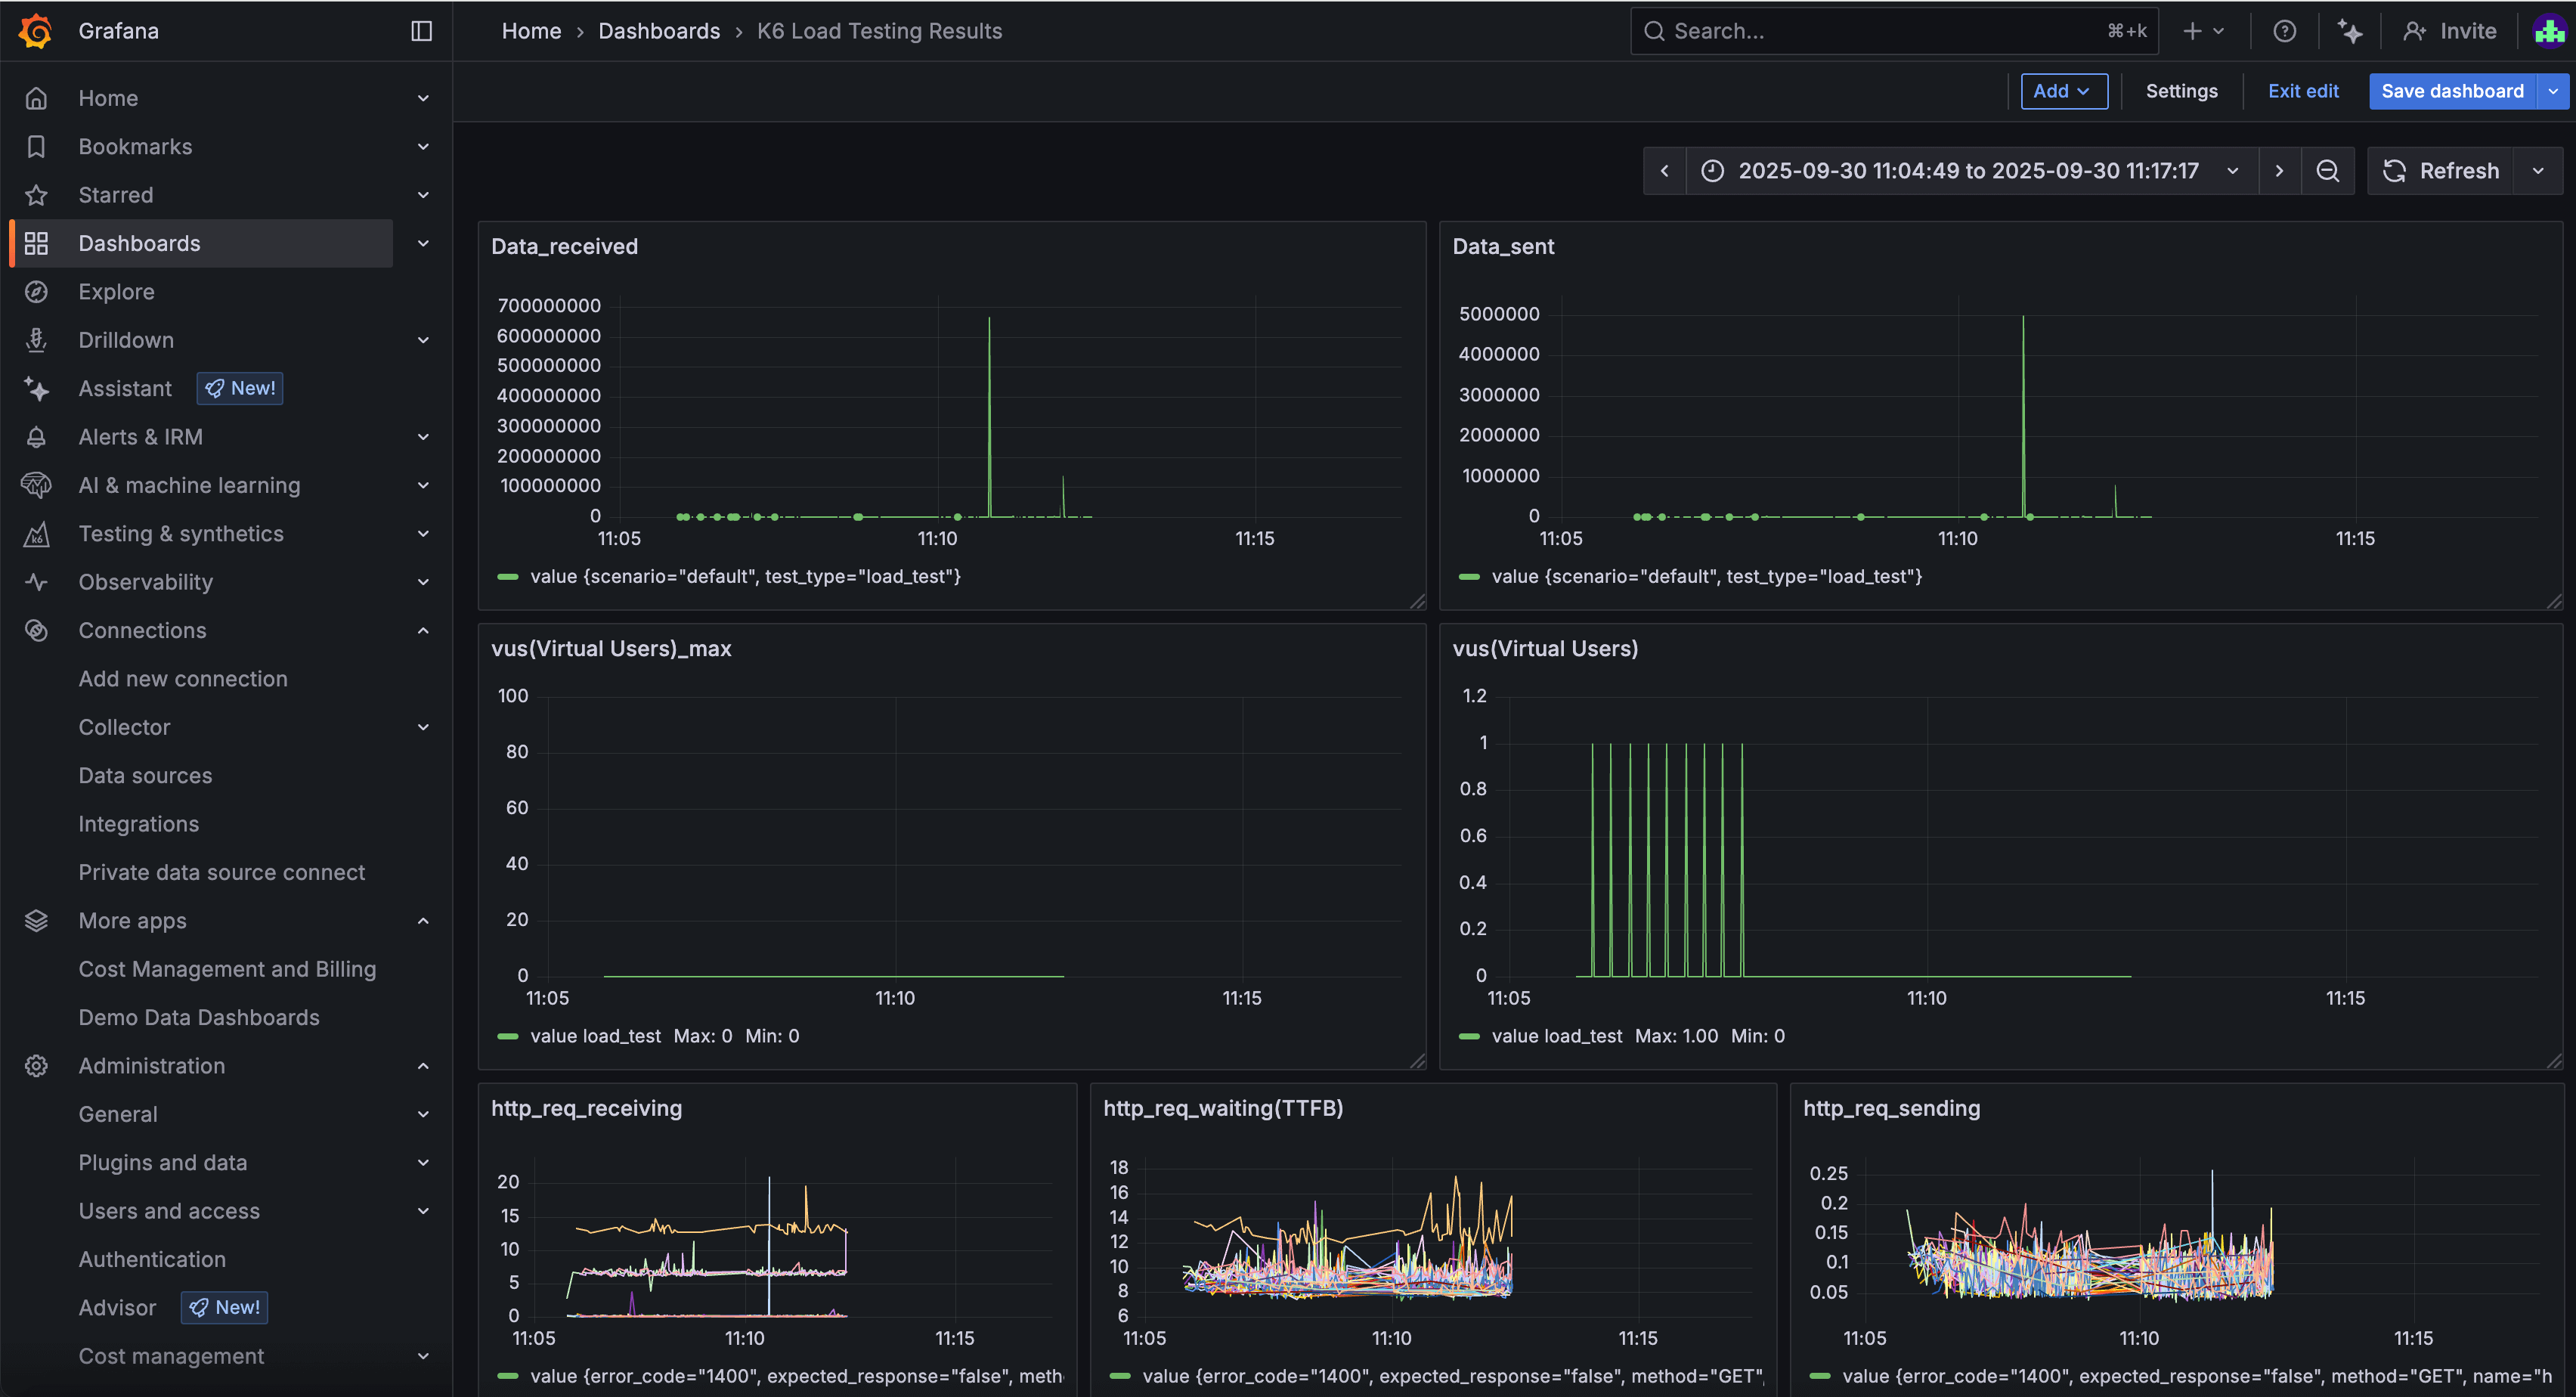 Grafana
Home › Dashboards › K6 Load Testing Results
Search... ⌘+k
Invite
Add
Settings
Exit edit
Save dashboard
Home
Bookmarks
Starred
Dashboards
Explore
Drilldown
Assistant New!
Alerts & IRM
AI & machine learning
Testing & synthetics
Observability
Connections
Add new connection
Collector
Data sources
Integrations
Private data source connect
More apps
Cost Management and Billing
Demo Data Dashboards
Administration
General
Plugins and data
Users and access
Authentication
Advisor New!
Cost management
2025-09-30 11:04:49 to 2025-09-30 11:17:17
Refresh
Data_received
700000000
600000000
500000000
400000000
300000000
200000000
100000000
0
11:05 11:10 11:15
value {scenario="default", test_type="load_test"}
Data_sent
5000000
4000000
3000000
2000000
1000000
0
11:05 11:10 11:15
value {scenario="default", test_type="load_test"}
vus(Virtual Users)_max
100
80
60
40
20
0
11:05 11:10 11:15
value load_test Max: 0 Min: 0
vus(Virtual Users)
1.2
1
0.8
0.6
0.4
0.2
0
11:05 11:10 11:15
value load_test Max: 1.00 Min: 0
http_req_receiving
20
15
10
5
0
11:05 11:10 11:15
value {error_code="1400", expected_response="false", meth
http_req_waiting(TTFB)
18
16
14
12
10
8
6
11:05 11:10 11:15
value {error_code="1400", expected_response="false", method="GET",
http_req_sending
0.25
0.2
0.15
0.1
0.05
11:05 11:10 11:15
value {error_code="1400", expected_response="false", method="GET", name="h